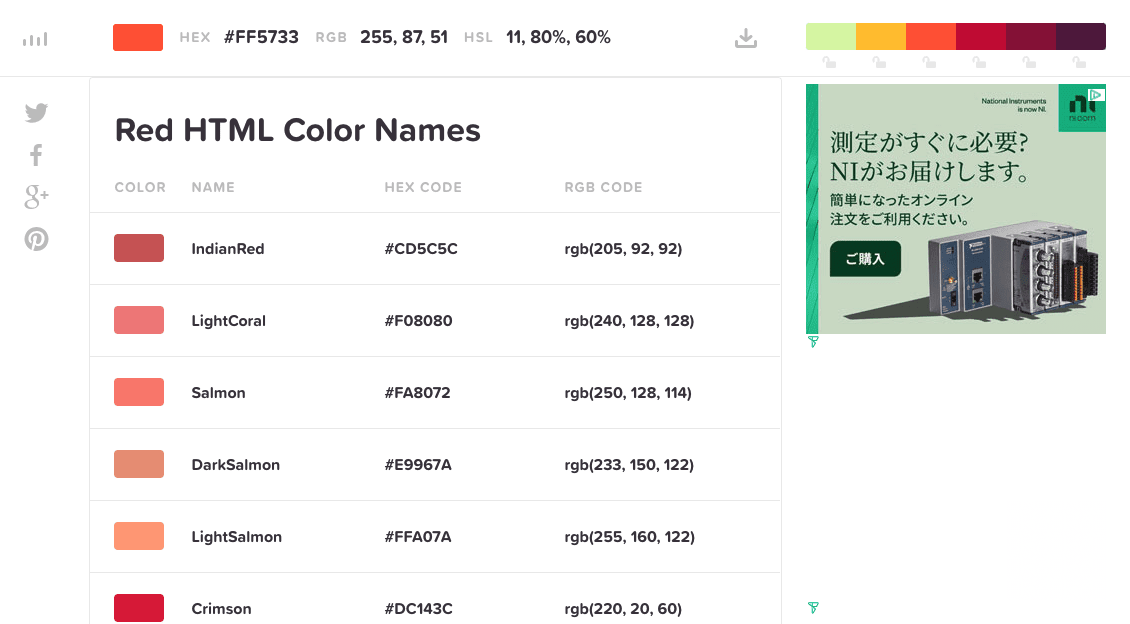 HEX #FF5733 RGB 255, 87, 51 HSL 11, 80%, 60%
Red HTML Color Names
COLOR NAME HEX CODE RGB CODE
IndianRed #CD5C5C rgb(205, 92, 92)
LightCoral #F08080 rgb(240, 128, 128)
Salmon #FA8072 rgb(250, 128, 114)
DarkSalmon #E9967A rgb(233, 150, 122)
LightSalmon #FFA07A rgb(255, 160, 122)
Crimson #DC143C rgb(220, 20, 60)
National Instruments
is now NI.
ni
ni.com
測定がすぐに必要?
NIがお届けします。
簡単になったオンライン
注文をご利用ください。
ご購入